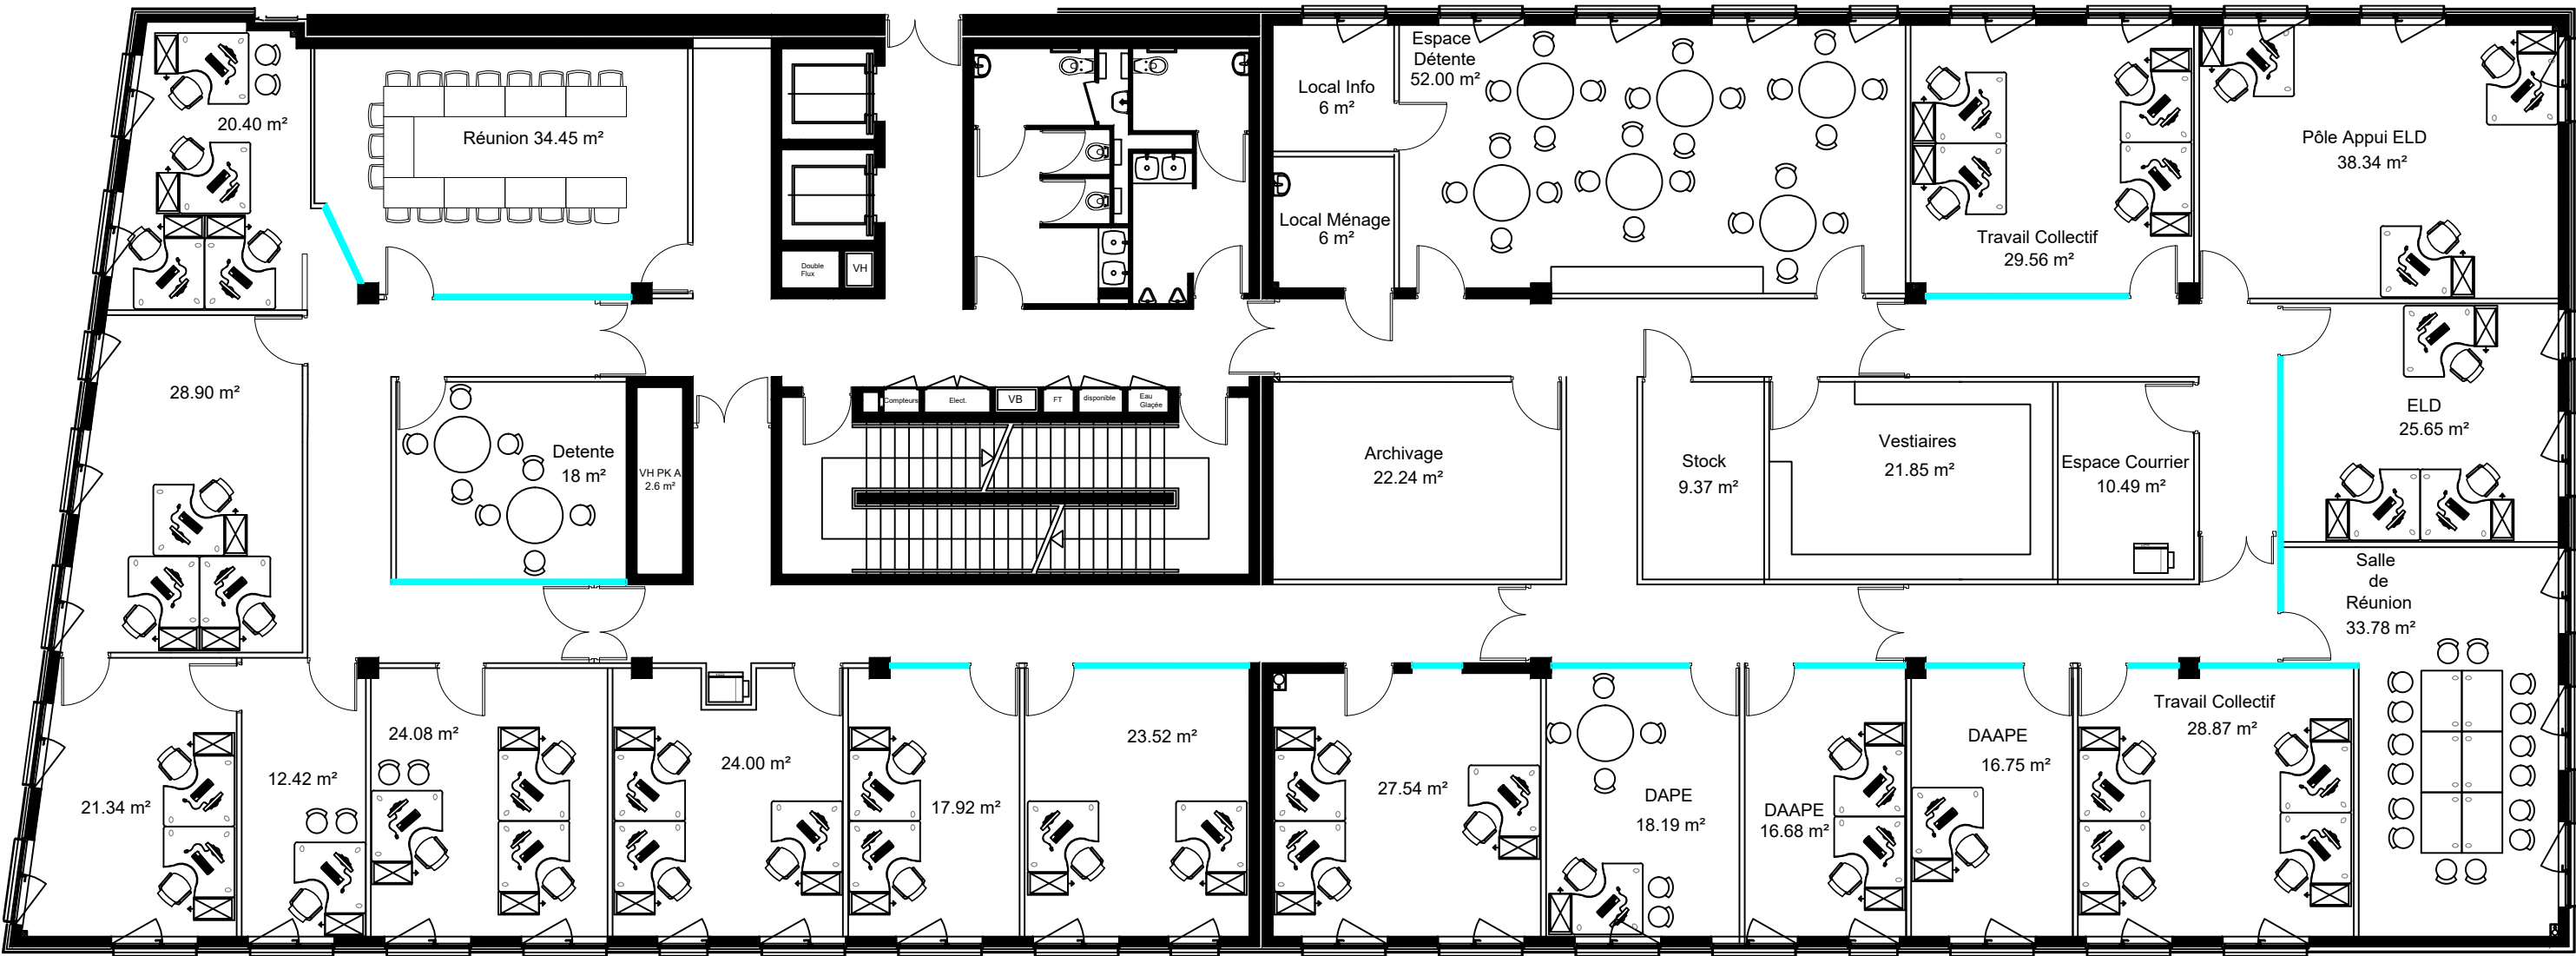 20.40 m²
Réunion 34.45 m²
Double
Flux
VH
Local Info
6 m²
Espace
Détente
52.00 m²
Local Ménage
6 m²
Travail Collectif
29.56 m²
Pôle Appui ELD
38.34 m²
28.90 m²
Detente
18 m²
VH PK A
2.6 m²
Compteurs
Elect.
VB
FT
disponible
Eau
Glaçée
Archivage
22.24 m²
Stock
9.37 m²
Vestiaires
21.85 m²
Espace Courrier
10.49 m²
ELD
25.65 m²
Salle
de
Réunion
33.78 m²
21.34 m²
12.42 m²
24.08 m²
24.00 m²
17.92 m²
23.52 m²
27.54 m²
DAPE
18.19 m²
DAAPE
16.68 m²
DAAPE
16.75 m²
Travail Collectif
28.87 m²